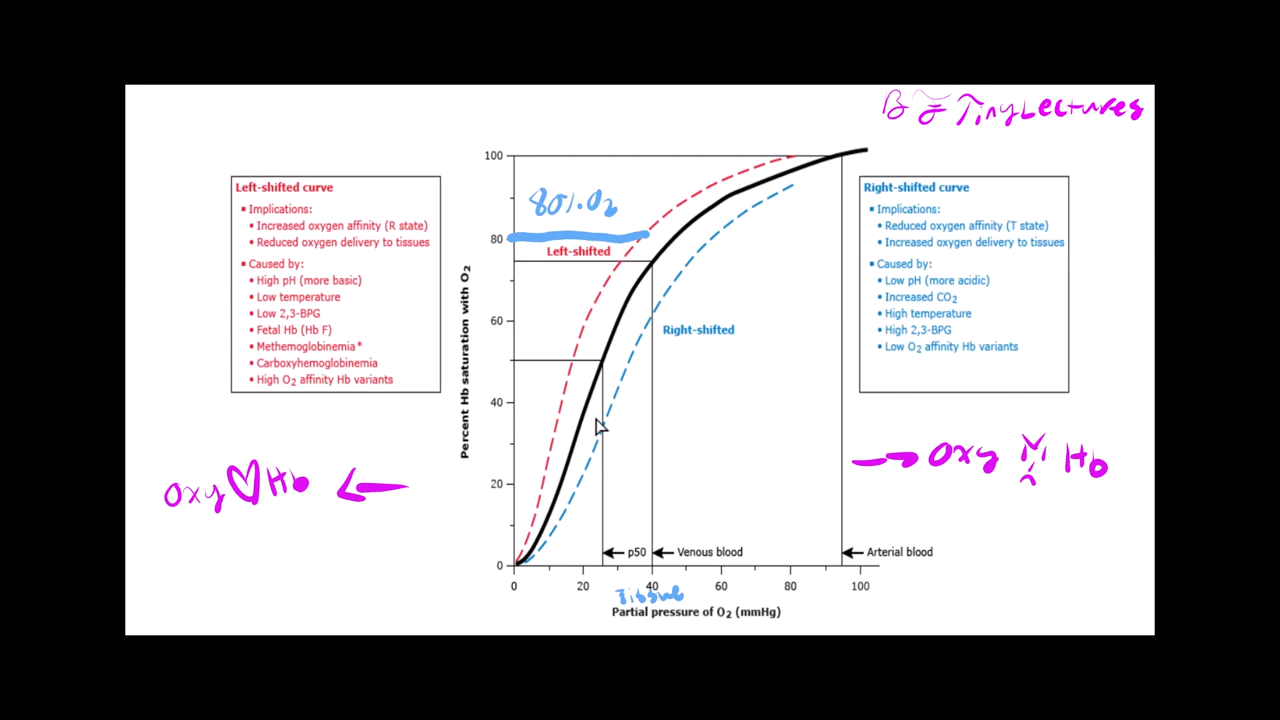 TinyLectures
Left-shifted curve
Implications:
Increased oxygen affinity (R state)
Reduced oxygen delivery to tissues
Caused by:
High pH (more basic)
Low temperature
Low 2,3-BPG
Fetal Hb (Hb F)
Methemoglobinemia*
Carboxyhemoglobinemia
High O₂ affinity Hb variants
Oxy ♡ Hb ←
Percent Hb saturation with O₂
100
80
60
40
20
0
80% O₂
Left-shifted
Right-shifted
p50
Venous blood
Arterial blood
0 20 40 60 80 100
Tissue
Partial pressure of O₂ (mmHg)
Right-shifted curve
Implications:
Reduced oxygen affinity (T state)
Increased oxygen delivery to tissues
Caused by:
Low pH (more acidic)
Increased CO₂
High temperature
High 2,3-BPG
Low O₂ affinity Hb variants
→ Oxy Hb